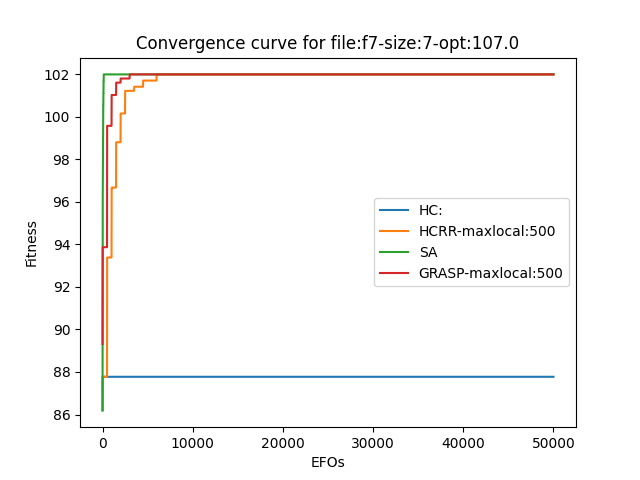 Convergence curve for file:f7-size:7-opt:107.0
102
100
98
96
94
92
90
88
86
Fitness
HC:
HCRR-maxlocal:500
SA
GRASP-maxlocal:500
0
10000
20000
30000
40000
50000
EFOs